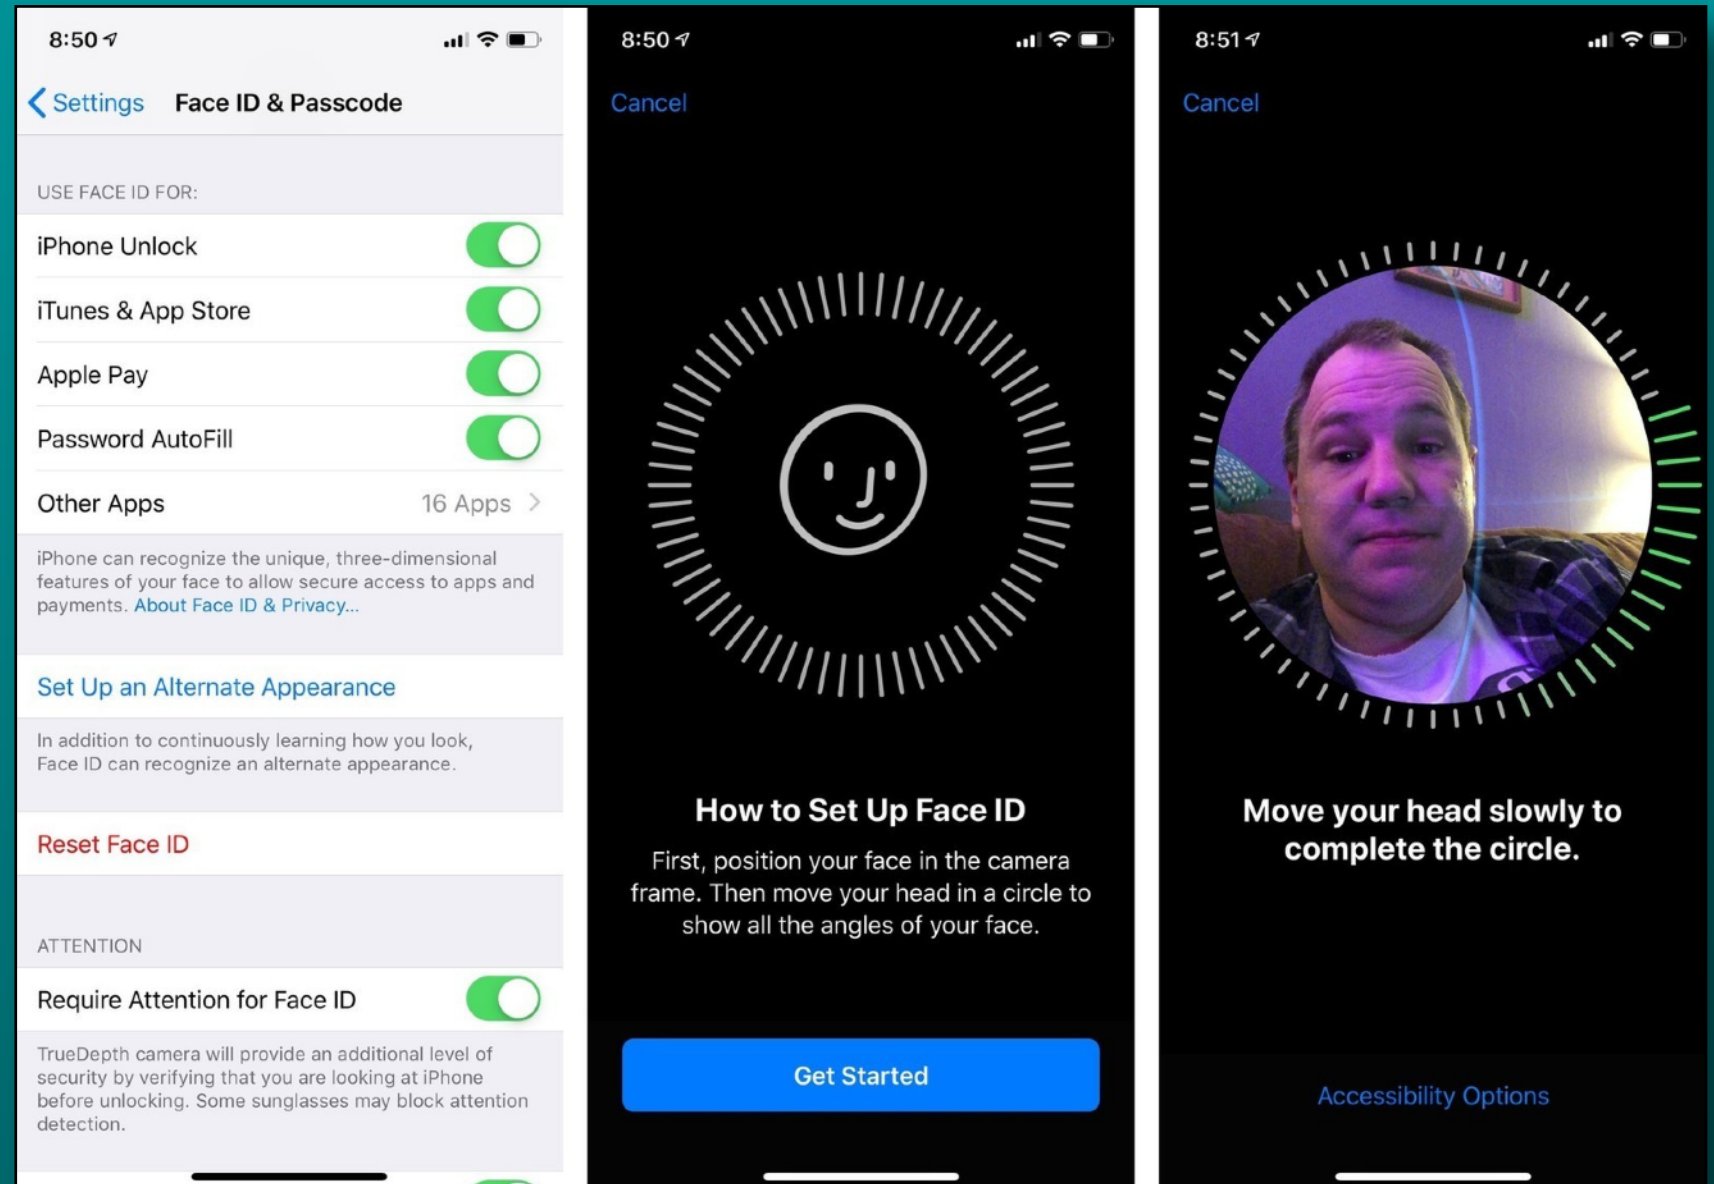 8:50
Settings
Face ID & Passcode
USE FACE ID FOR:
iPhone Unlock
iTunes & App Store
Apple Pay
Password AutoFill
Other Apps
16 Apps
iPhone can recognize the unique, three-dimensional
features of your face to allow secure access to apps and
payments. About Face ID & Privacy...
Set Up an Alternate Appearance
In addition to continuously learning how you look,
Face ID can recognize an alternate appearance.
Reset Face ID
ATTENTION
Require Attention for Face ID
TrueDepth camera will provide an additional level of
security by verifying that you are looking at iPhone
before unlocking. Some sunglasses may block attention
detection.
8:50
Cancel
How to Set Up Face ID
First, position your face in the camera
frame. Then move your head in a circle to
show all the angles of your face.
Get Started
8:51
Cancel
Move your head slowly to
complete the circle.
Accessibility Options